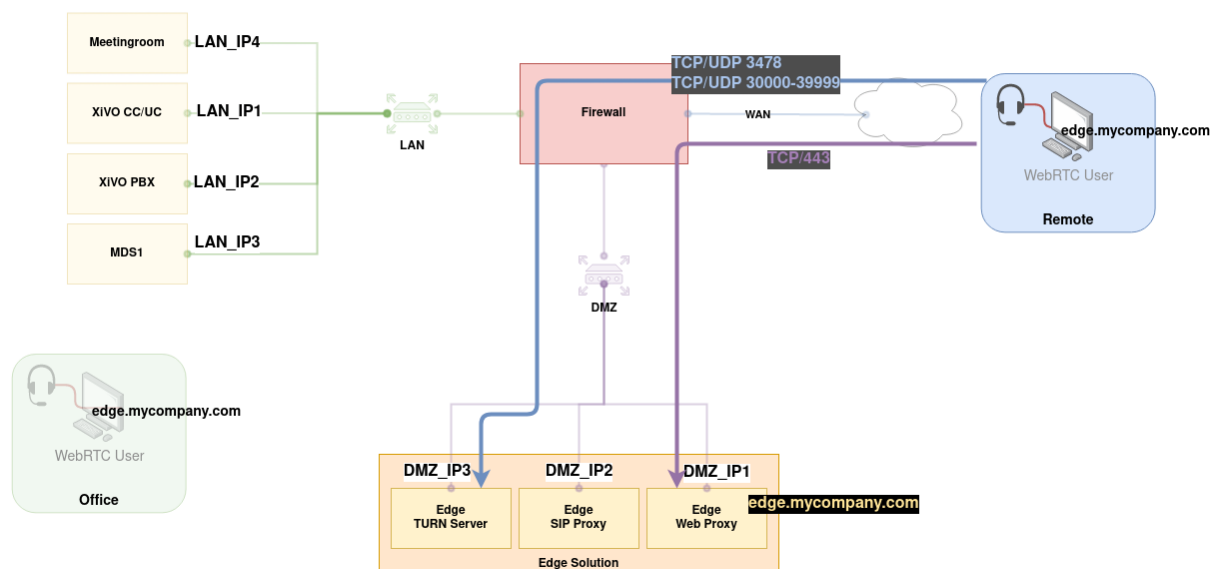 Meetingroom
LAN_IP4
XiVO CC/UC
LAN_IP1
XiVO PBX
LAN_IP2
MDS1
LAN_IP3
LAN
Firewall
TCP/UDP 3478
TCP/UDP 30000-39999
WAN
TCP/443
edge.mycompany.com
WebRTC User
Remote
DMZ
edge.mycompany.com
WebRTC User
Office
DMZ_IP3
DMZ_IP2
DMZ_IP1
Edge
TURN Server
Edge
SIP Proxy
Edge
Web Proxy
edge.mycompany.com
Edge Solution